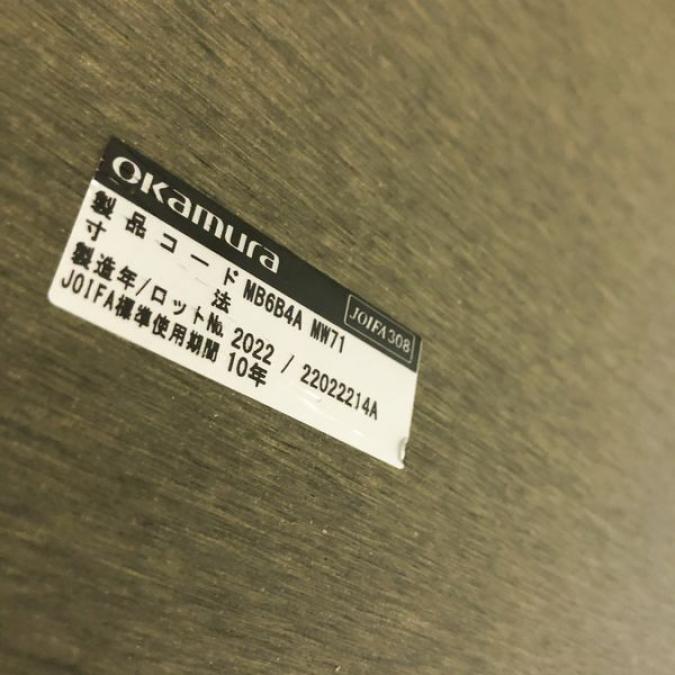 okamura
JOIFA308
製品コード MB6B4A MW71
寸法
製造年/ロット№ 2022 / 22022214A
JOIFA標準使用期間 10年